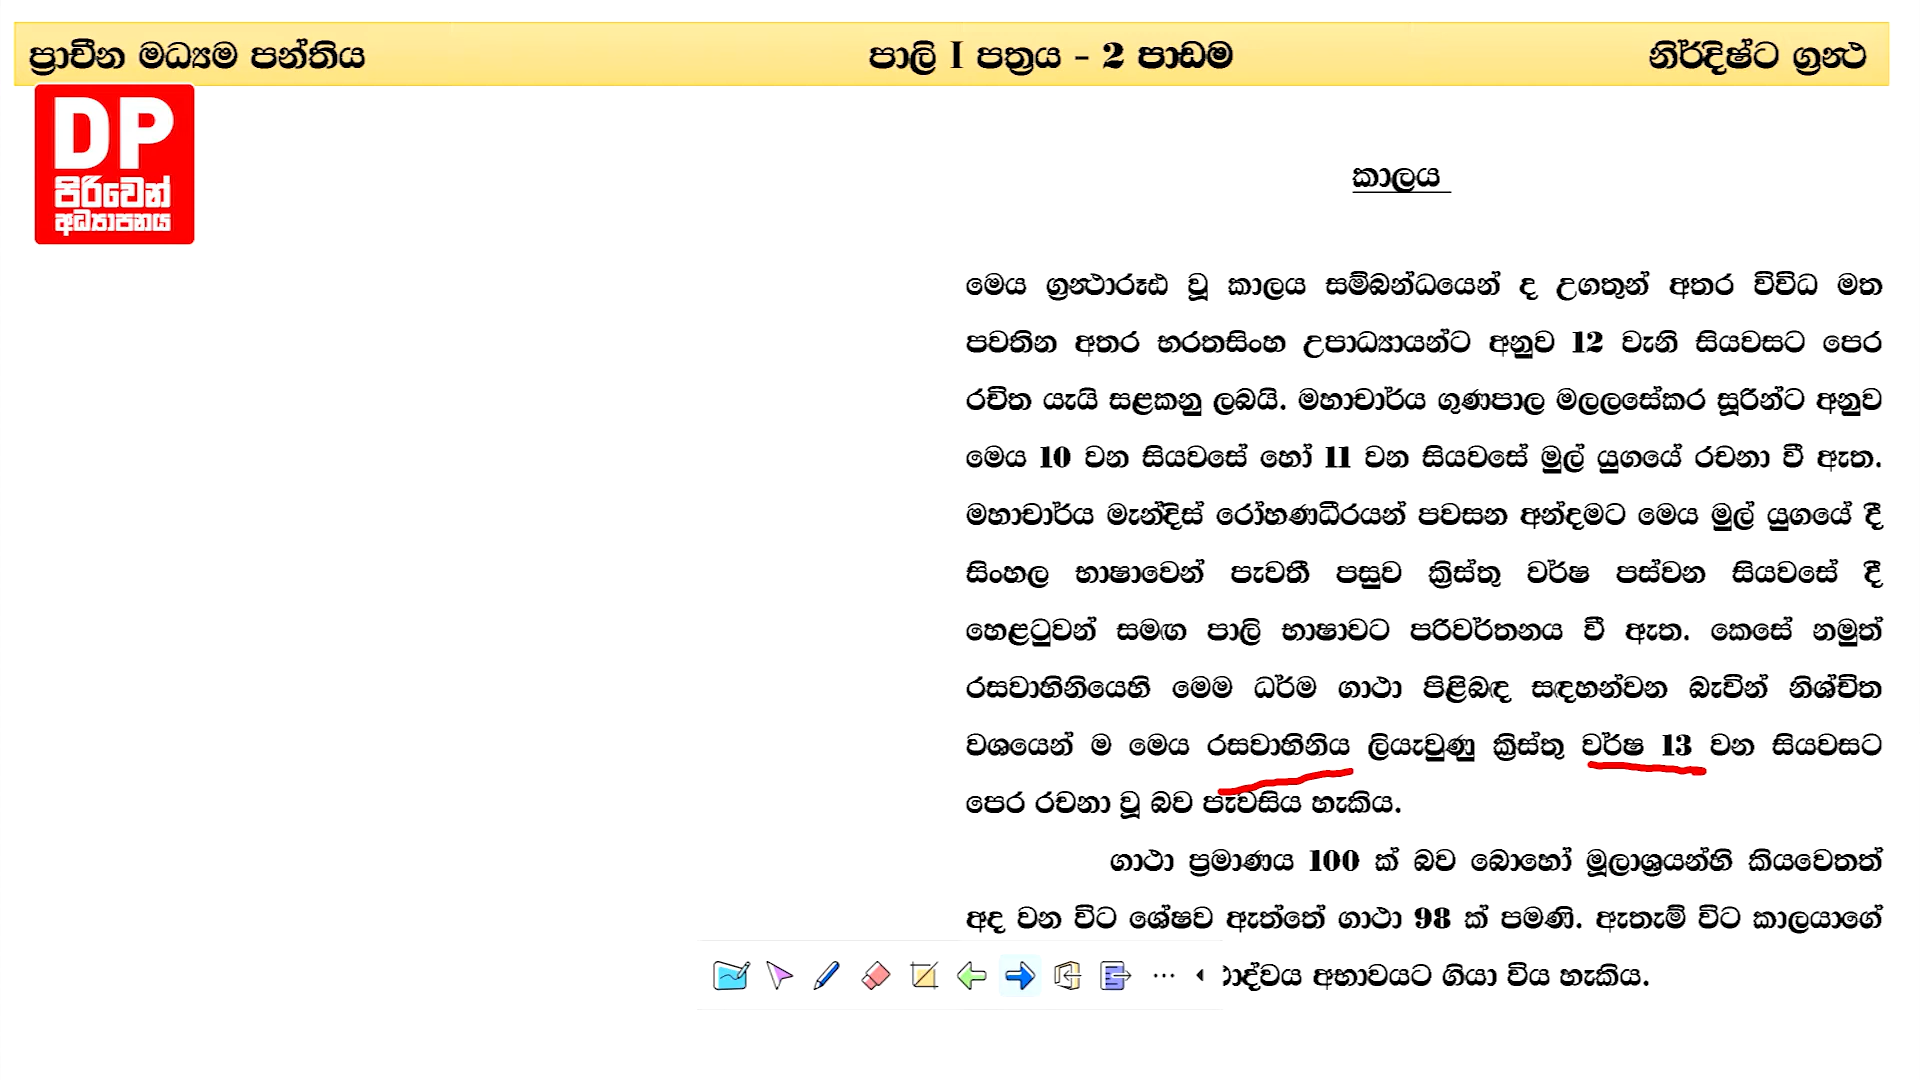 ප්‍රාචීන මධ්‍යම පන්තිය
පාලි I පත්‍රය - 2 පාඩම
නිර්දිෂ්ට ග්‍රන්ථ
DP
පිරිවෙන්
අධ්‍යාපනය
කාලය
මෙය ග්‍රන්ථාරූඪ වූ කාලය සම්බන්ධයෙන් ද උගතුන් අතර විවිධ මත
පවතින අතර භරතසිංහ උපාධ්‍යායන්ට අනුව 12 වැනි සියවසට පෙර
රචිත යැයි සළකනු ලබයි. මහාචාර්ය ගුණපාල මලලසේකර සූරින්ට අනුව
මෙය 10 වන සියවසේ හෝ 11 වන සියවසේ මුල් යුගයේ රචනා වී ඇත.
මහාචාර්ය මැන්දිස් රෝහණධීරයන් පවසන අන්දමට මෙය මුල් යුගයේ දී
සිංහල භාෂාවෙන් පැවතී පසුව ක්‍රිස්තු වර්ෂ පස්වන සියවසේ දී
හෙළටුවන් සමඟ පාලි භාෂාවට පරිවර්තනය වී ඇත. කෙසේ නමුත්
රසවාහිනියෙහි මෙම ධර්ම ගාථා පිළිබඳ සඳහන්වන බැවින් නිශ්චිත
වශයෙන් ම මෙය රසවාහිනිය ලියැවුණු ක්‍රිස්තු වර්ෂ 13 වන සියවසට
පෙර රචනා වූ බව පැවසිය හැකිය.
ගාථා ප්‍රමාණය 100 ක් බව බොහෝ මූලාශ්‍රයන්හි කියවෙතත්
අද වන විට ශේෂව ඇත්තේ ගාථා 98 ක් පමණි. ඇතැම් විට කාලයාගේ
අභාවයට ගියා විය හැකිය.